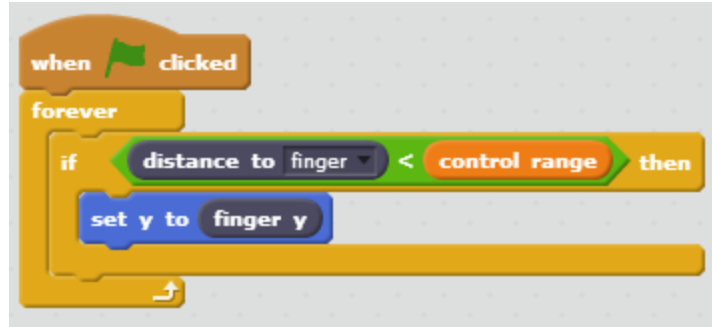 when clicked
forever
if distance to finger < control range then
set y to finger y